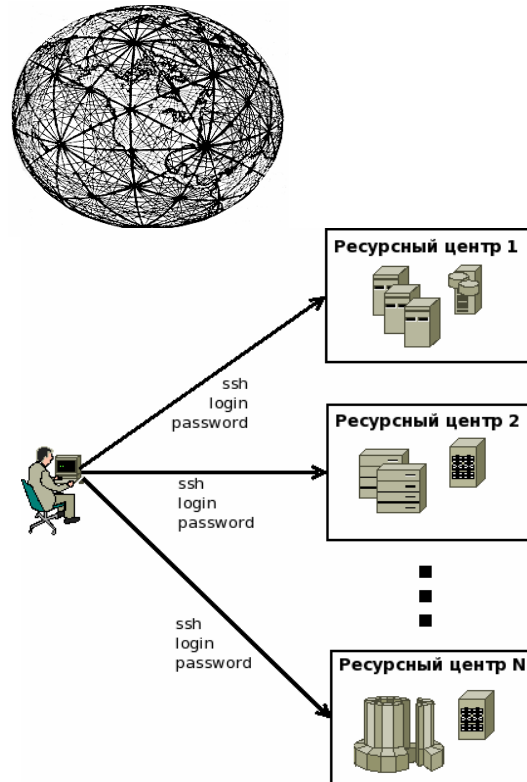 Ресурсный центр 1
ssh
login
password
Ресурсный центр 2
ssh
login
password
ssh
login
password
Ресурсный центр N